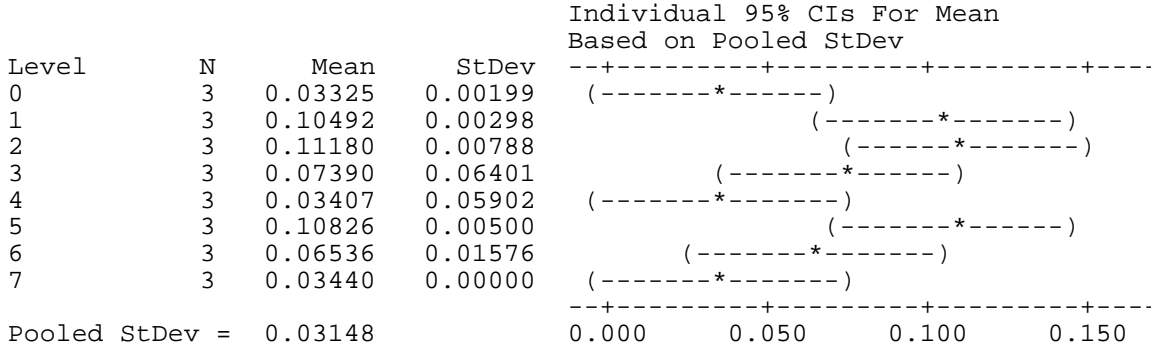 Individual 95% CIs For Mean
Based on Pooled StDev
Level N Mean StDev --+---------+---------+---------+----
0 3 0.03325 0.00199 (-------*------)
1 3 0.10492 0.00298 (-------*-------)
2 3 0.11180 0.00788 (------*-------)
3 3 0.07390 0.06401 (-------*------)
4 3 0.03407 0.05902 (-------*-------)
5 3 0.10826 0.00500 (-------*------)
6 3 0.06536 0.01576 (-------*-------)
7 3 0.03440 0.00000 (-------*-------)
--+---------+---------+---------+----
Pooled StDev = 0.03148 0.000 0.050 0.100 0.150